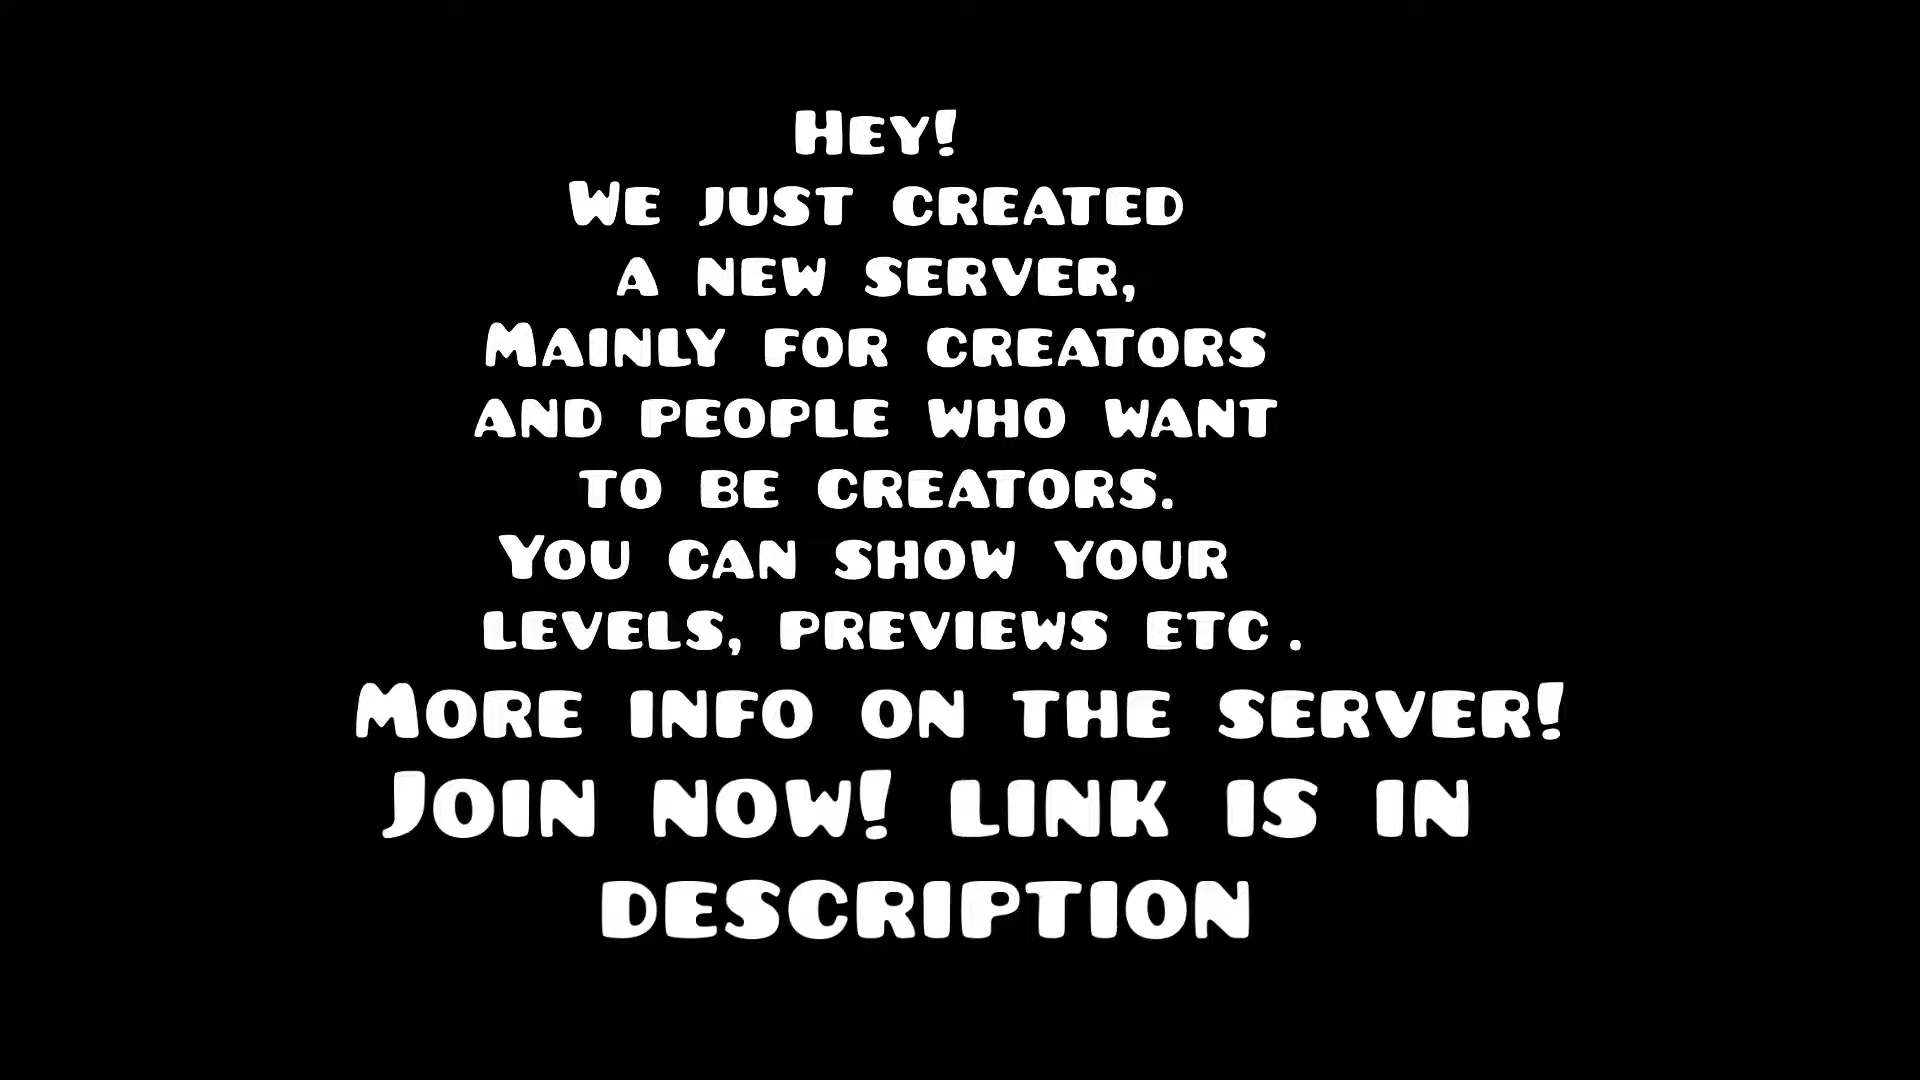 Hey!
We just created
a new server,
Mainly for creators
and people who want
to be creators.
You can show your
levels, previews etc .
More info on the server!
Join now! link is in
description